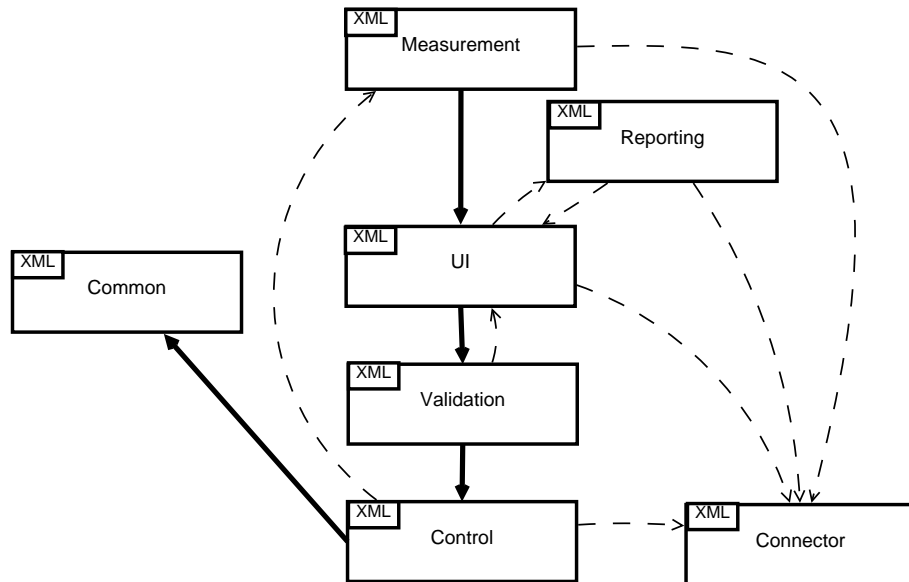 XML
Measurement
XML
Reporting
XML
UI
XML
Common
XML
Validation
XML
Control
XML
Connector